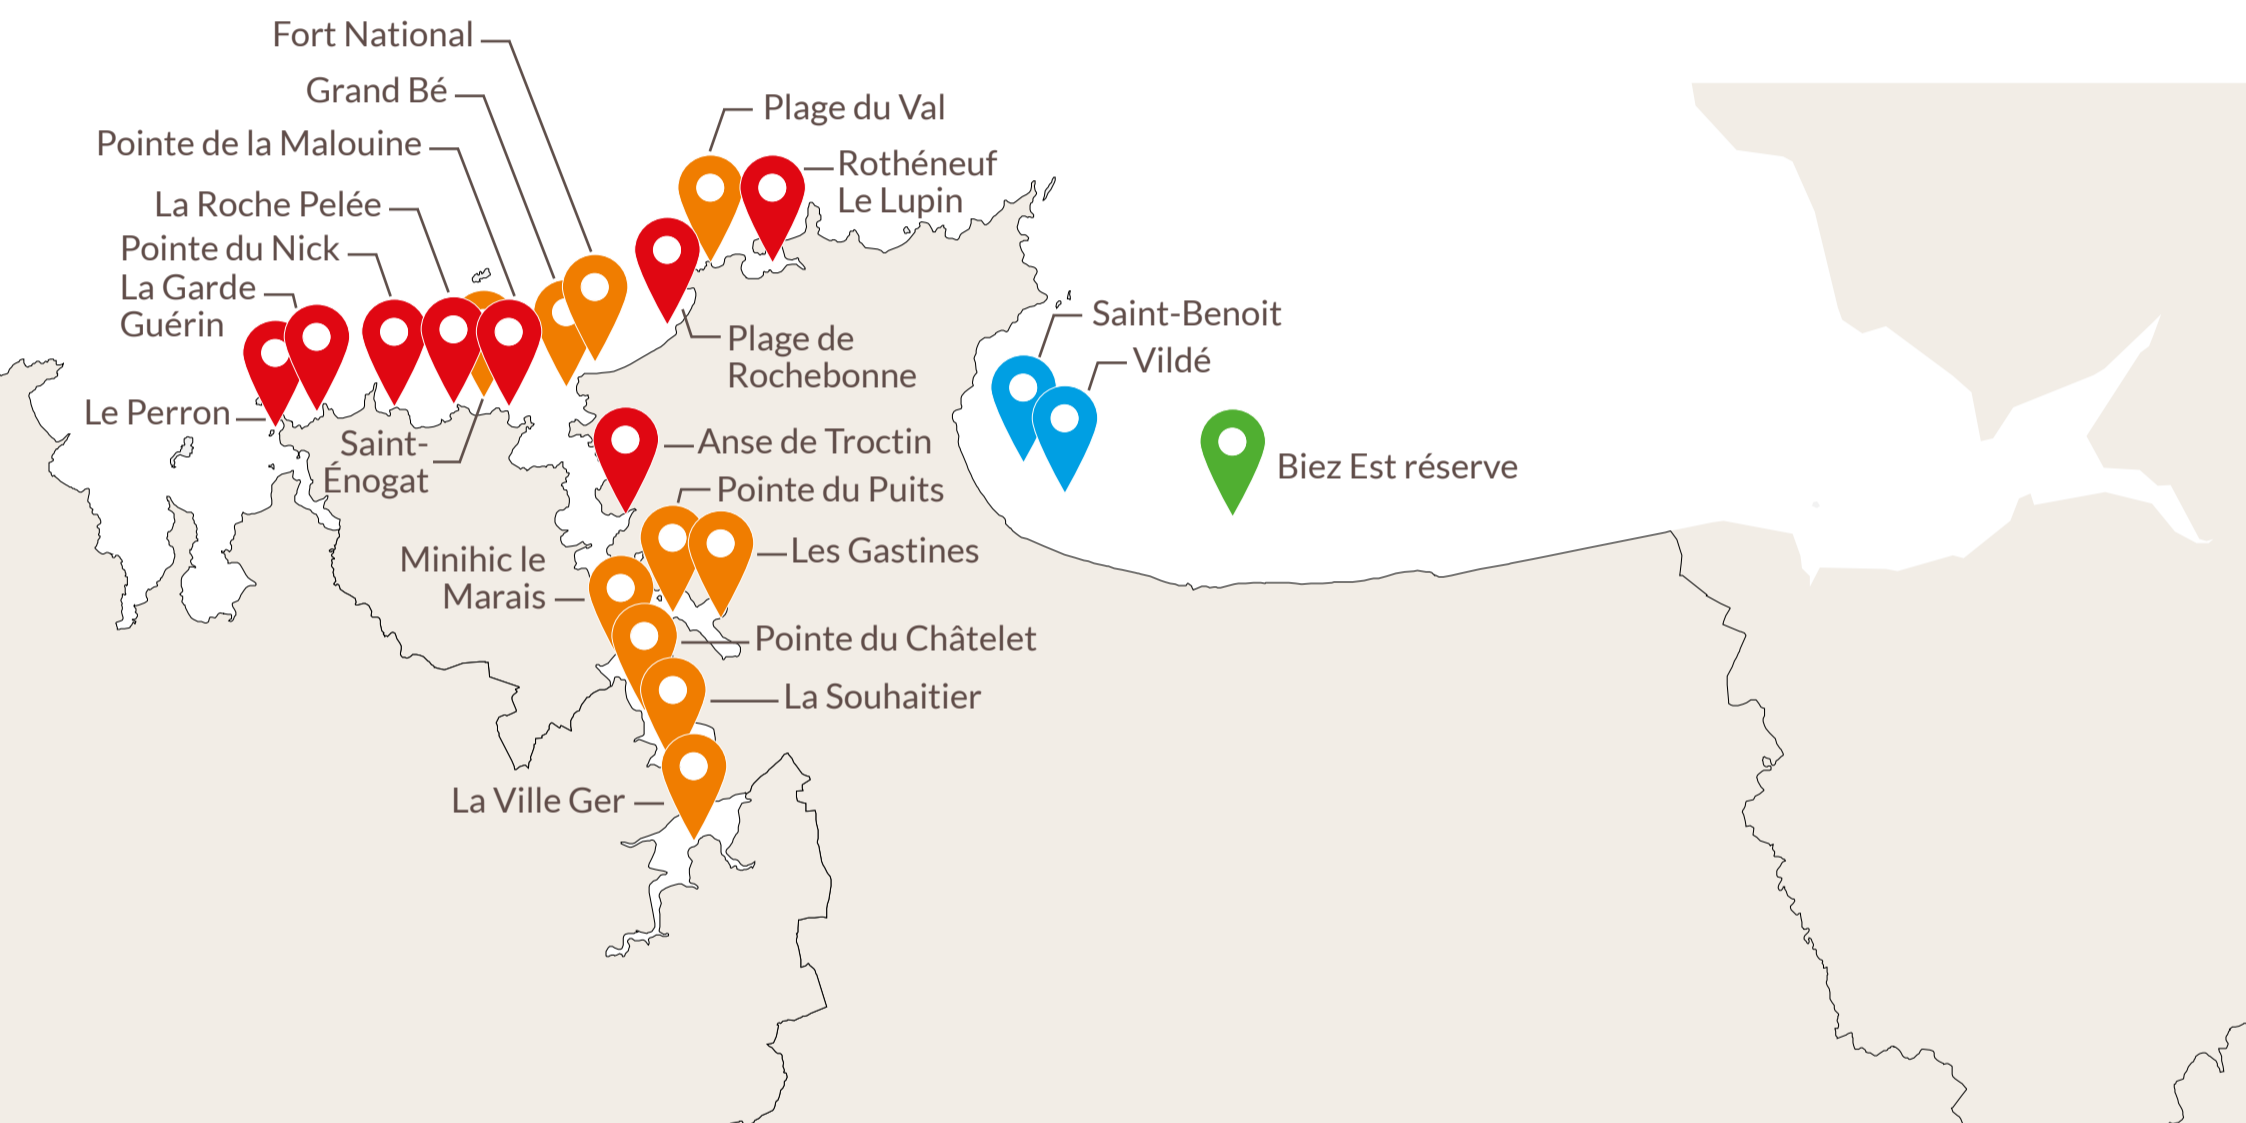 Fort National
Grand Bé
Pointe de la Malouine
La Roche Pelée
Pointe du Nick
La Garde
Guérin
Le Perron
Saint-
Énogat
Plage du Val
Rothéneuf
Le Lupin
Plage de
Rochebonne
Saint-Benoit
Vildé
Biez Est réserve
Anse de Troctin
Pointe du Puits
Les Gastines
Minihic le
Marais
Pointe du Châtelet
La Souhaitier
La Ville Ger